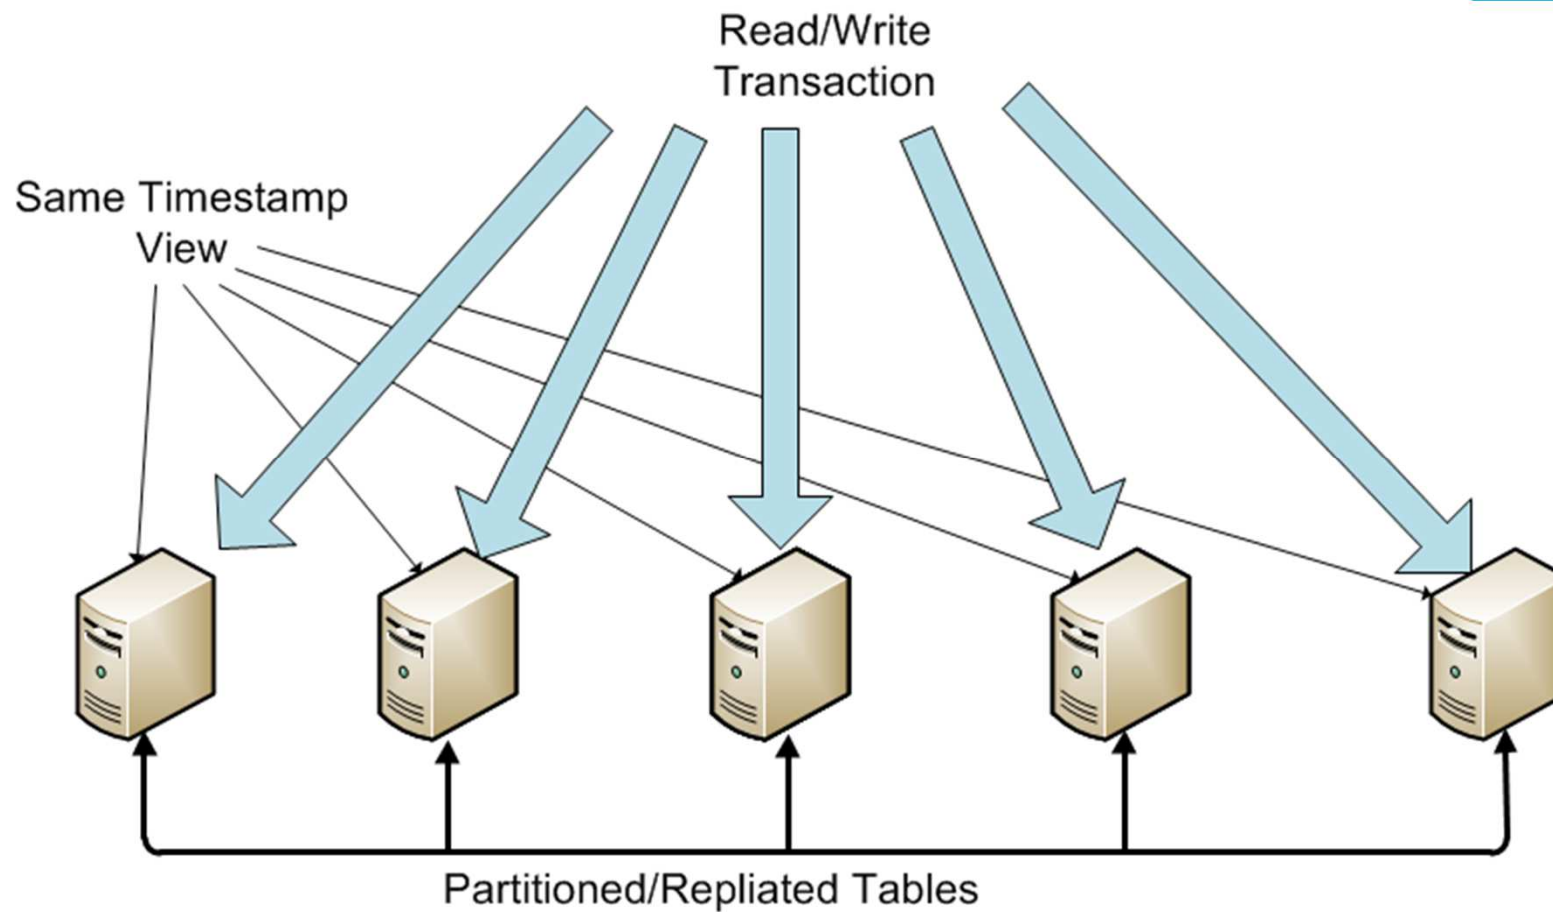 Read/Write
Transaction
Same Timestamp
View
Partitioned/Repliated Tables